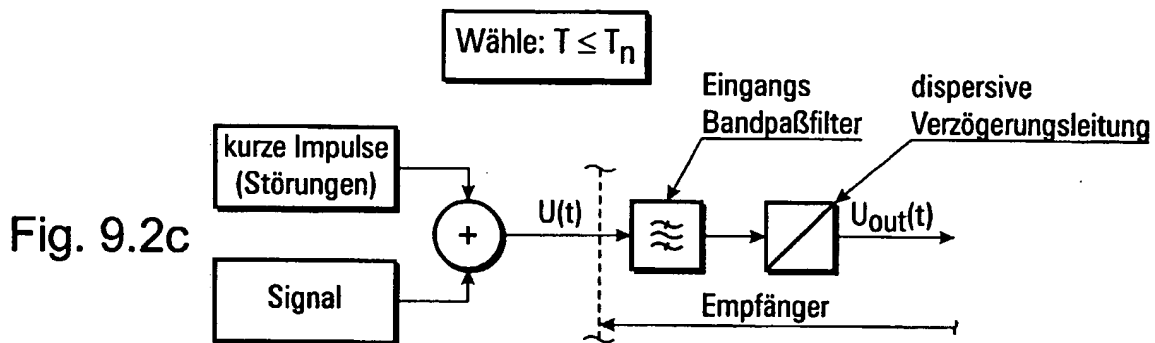 Wähle: T ≤ Tn
Eingangs
Bandpaßfilter
dispersive
Verzögerungsleitung
kurze Impulse
(Störungen)
U(t)
Uout(t)
+
Fig. 9.2c
Signal
Empfänger